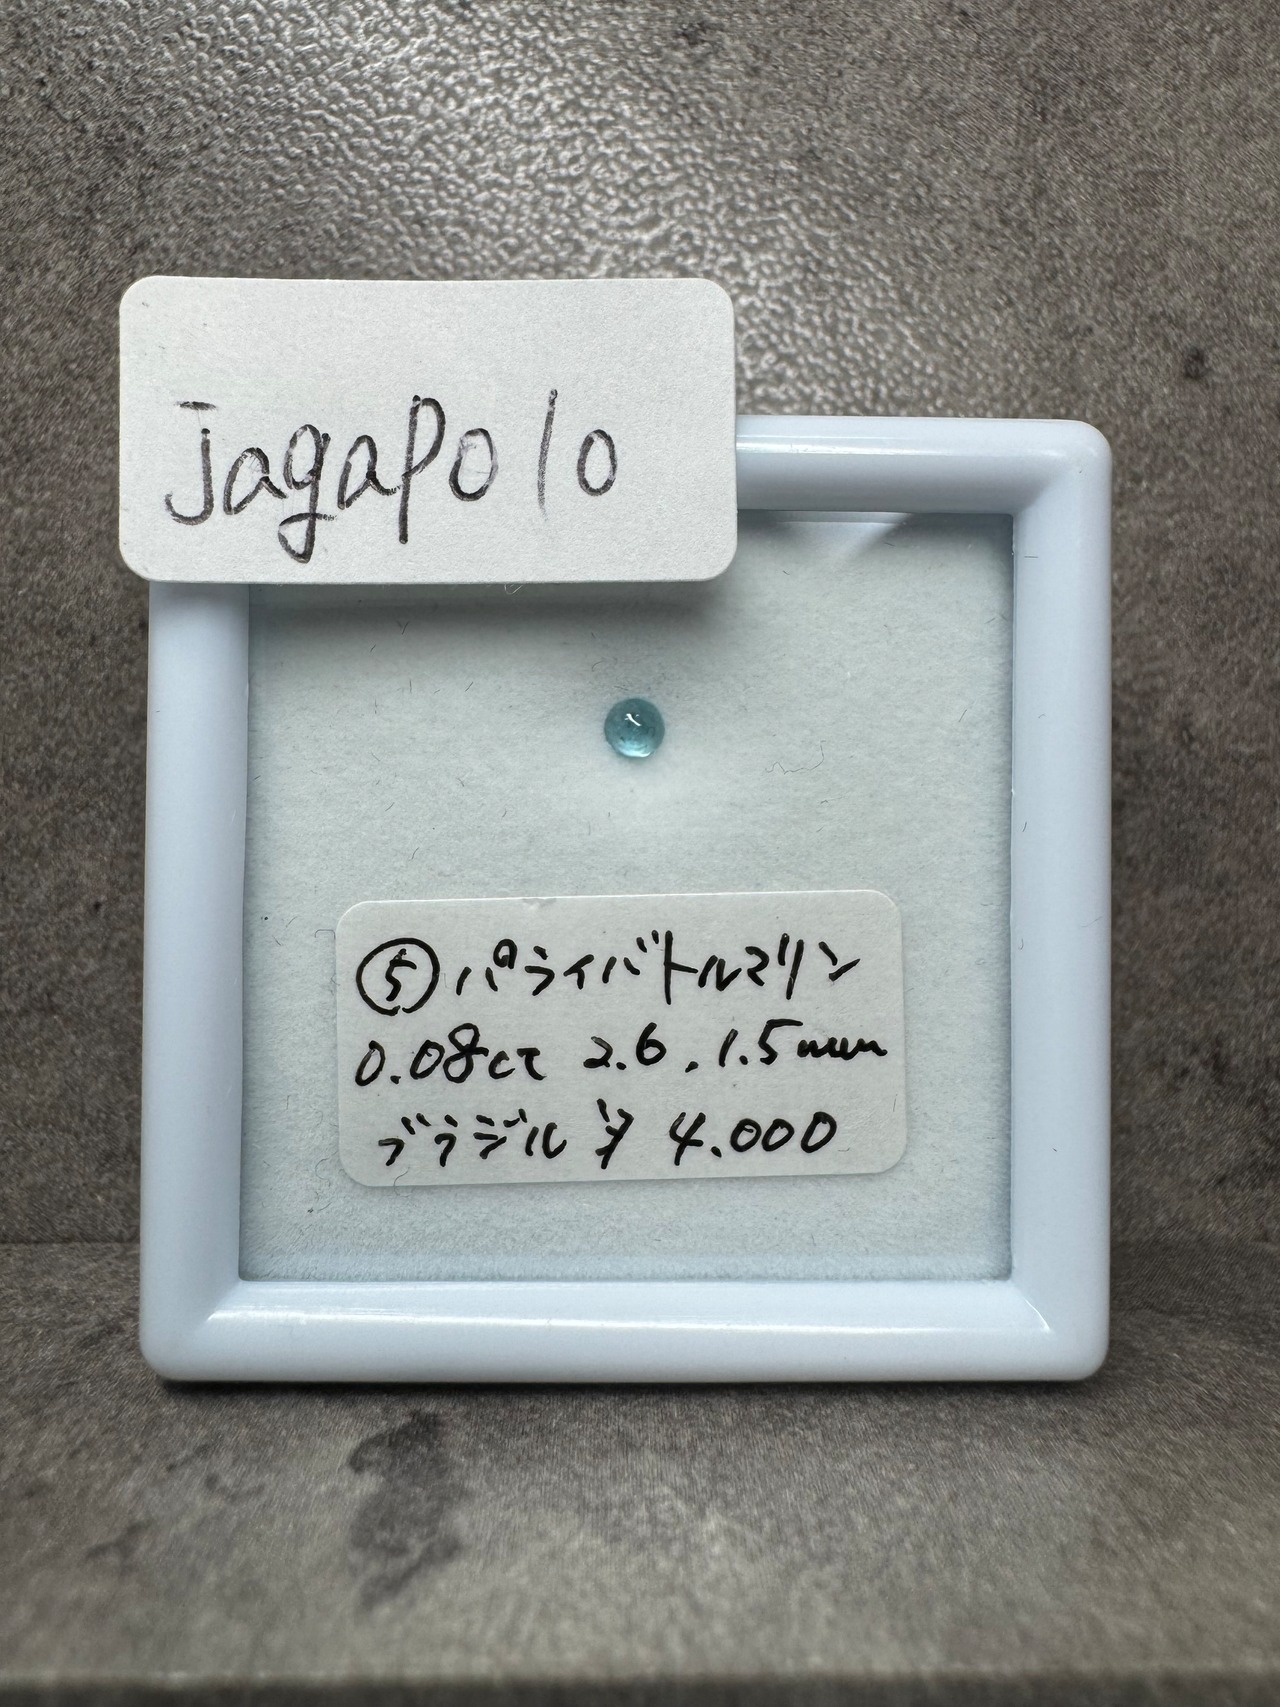 Jagapolo
⑤パライバトルマリン
0.08ct 2.6.1.5mm
ブラジル ¥4.000